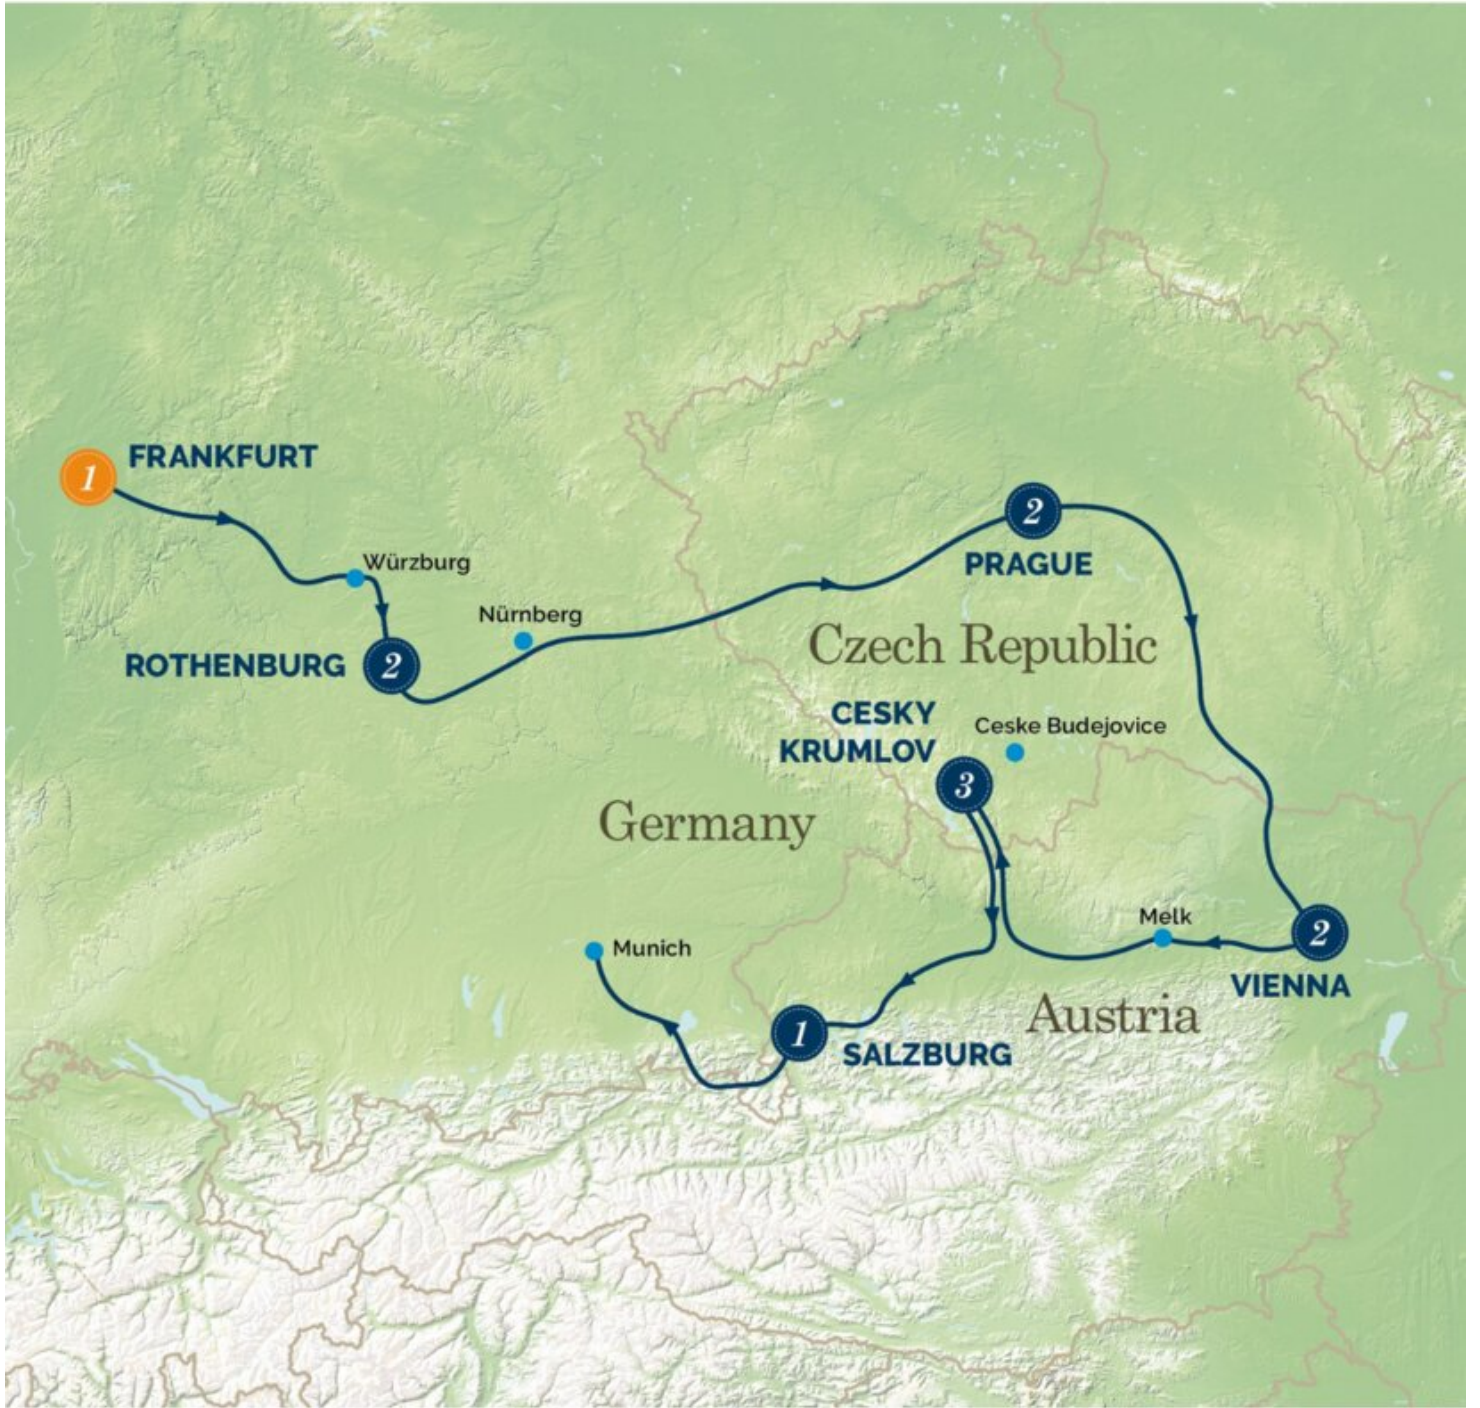 FRANKFURT
1
Würzburg
Nürnberg
ROTHENBURG
2
2
PRAGUE
Czech Republic
CESKY
KRUMLOV
Ceske Budejovice
3
Germany
Melk
2
VIENNA
Munich
Austria
1
SALZBURG